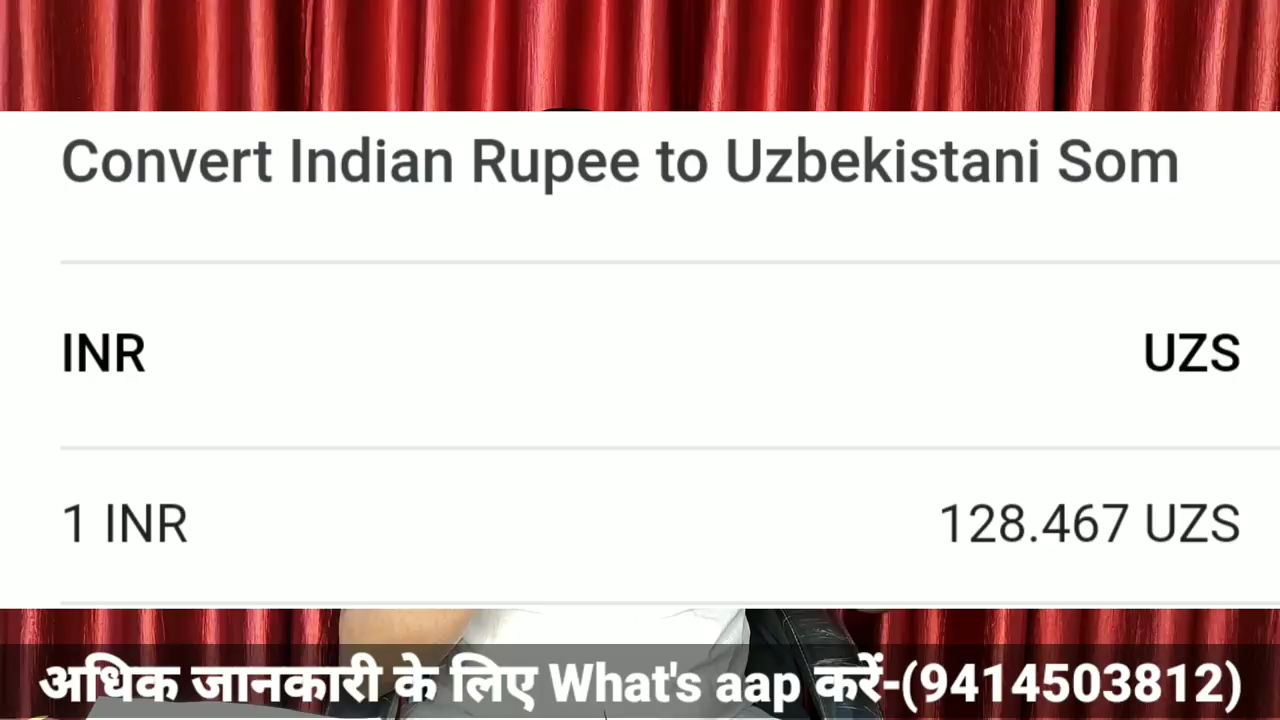 Convert Indian Rupee to Uzbekistani Som
INR UZS
1 INR 128.467 UZS
अधिक जानकारी के लिए What's aap करें-(9414503812)